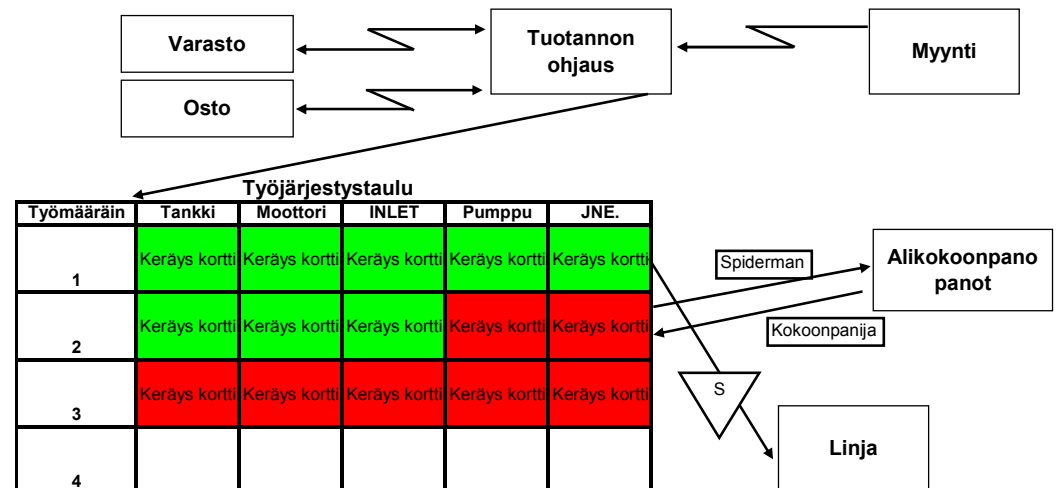 Varasto
Tuotannon
ohjaus
Myynti
Osto
Työjärjestystaulu
Työmääräin Tankki Moottori INLET Pumppu JNE.
1 Keräys kortti Keräys kortti Keräys kortti Keräys kortti Keräys kortti
2 Keräys kortti Keräys kortti Keräys kortti Keräys kortti Keräys kortti
3 Keräys kortti Keräys kortti Keräys kortti Keräys kortti Keräys kortti
4
Spiderman
Alikokoonpano
panot
Kokoonpanija
S
Linja